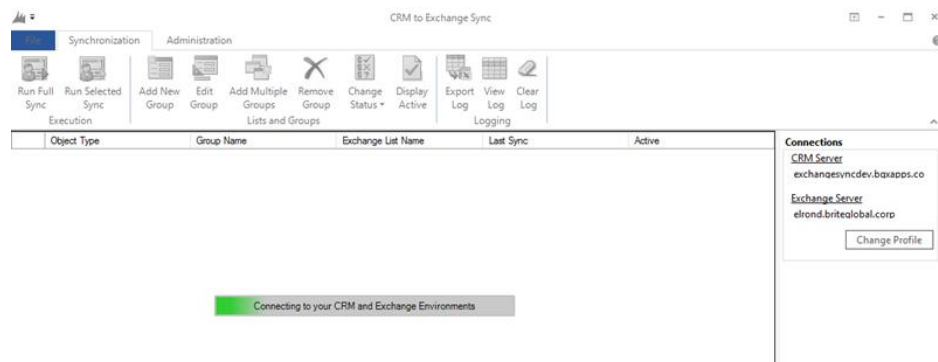 CRM to Exchange Sync
File Synchronization Administration
Run Full Sync
Run Selected Sync
Add New Group
Edit Group
Add Multiple Groups
Remove Group
Change Status
Display Active
Export Log
View Log
Clear Log
Execution
Lists and Groups
Logging
Object Type Group Name Exchange List Name Last Sync Active
Connections
CRM Server
exchangesyncdev.bgxapps.co
Exchange Server
elrond.briteglobal.corp
Change Profile
Connecting to your CRM and Exchange Environments